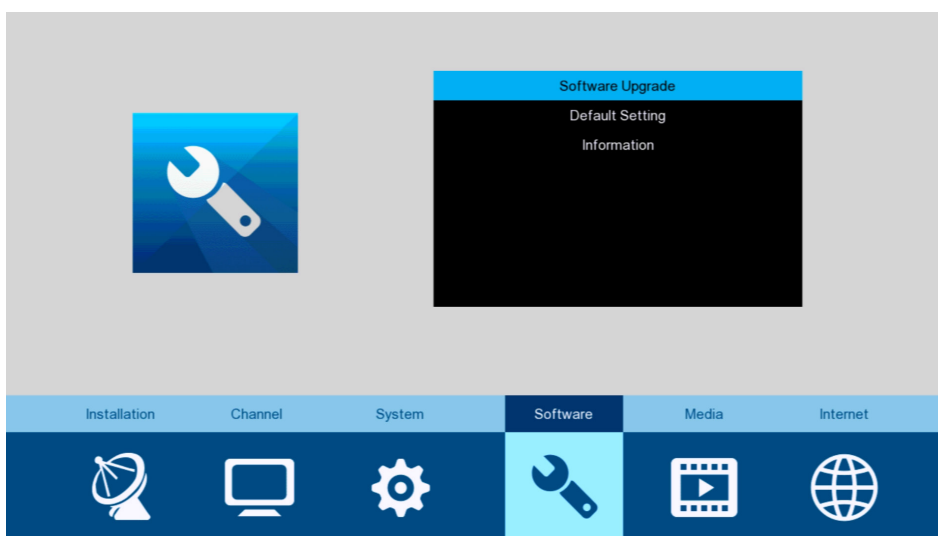 Software Upgrade
Default Setting
Information
Installation Channel System Software Media Internet